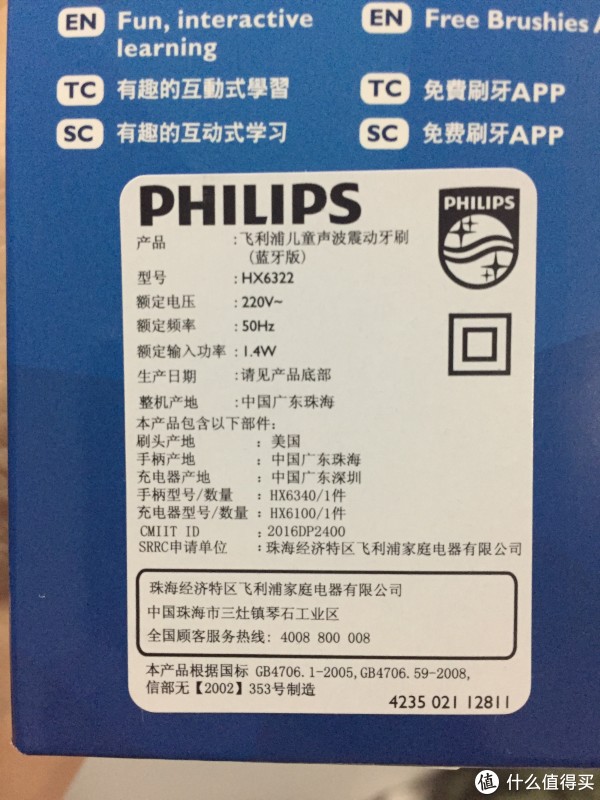 EN Fun, interactive learning
EN Free Brushies
TC 有趣的互動式學習
TC 免費刷牙APP
SC 有趣的互动式学习
SC 免费刷牙APP
PHILIPS
PHILIPS
产品 :飞利浦儿童声波震动牙刷
(蓝牙版)
型号 :HX6322
额定电压 :220V~
额定频率 :50Hz
额定输入功率 :1.4W
生产日期 :请见产品底部
整机产地 :中国广东珠海
本产品包含以下部件:
刷头产地 : 美国
手柄产地 : 中国广东珠海
充电器产地 : 中国广东深圳
手柄型号/数量 : HX6340/1件
充电器型号/数量 : HX6100/1件
CMIIT ID :2016DP2400
SRRC申请单位 :珠海经济特区飞利浦家庭电器有限公司
珠海经济特区飞利浦家庭电器有限公司
中国珠海市三灶镇琴石工业区
全国顾客服务热线: 4008 800 008
本产品根据国标 GB4706.1-2005,GB4706.59-2008,
信部无【2002】353号制造
4235 021 12811
值 什么值得买